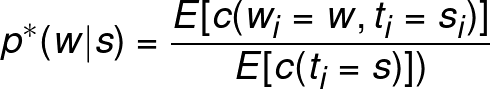 p*(w|s) = E[c(w_i = w, t_i = s_i)] / E[c(t_i = s)])